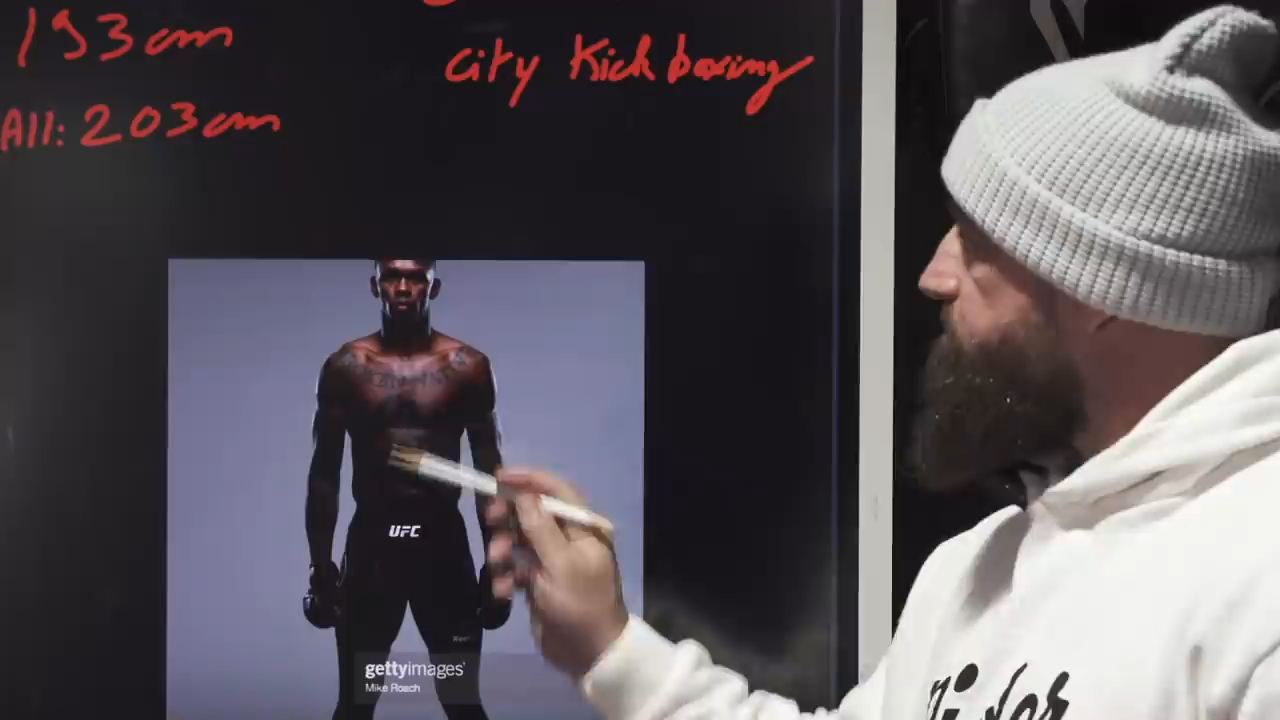 193cm
All: 203cm
City Kickboxing
UFC
gettyimages
Mike Roach